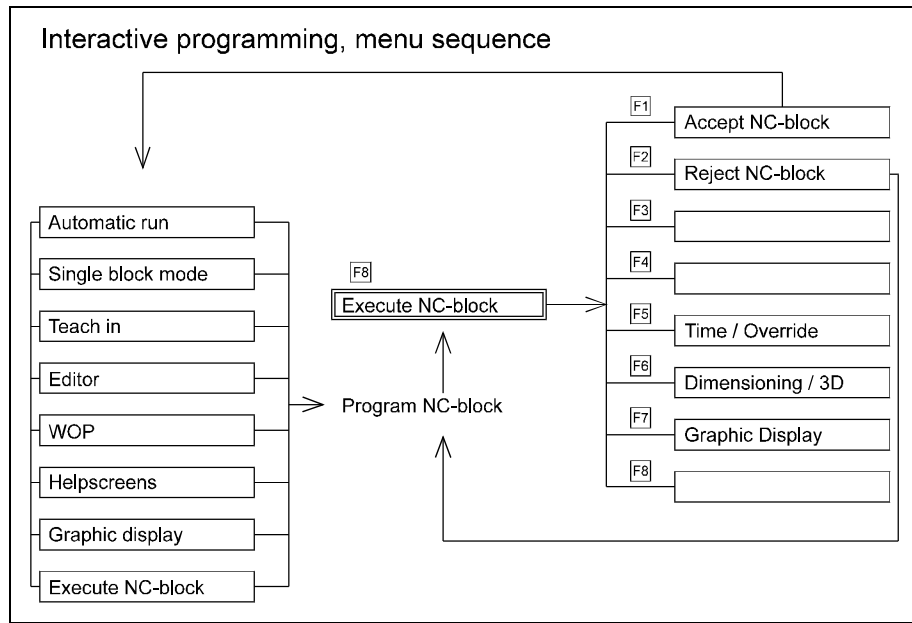 Interactive programming, menu sequence
Automatic run
Single block mode
Teach in
Editor
WOP
Helpscreens
Graphic display
Execute NC-block
F8
Execute NC-block
Program NC-block
F1
Accept NC-block
F2
Reject NC-block
F3
F4
F5
Time / Override
F6
Dimensioning / 3D
F7
Graphic Display
F8